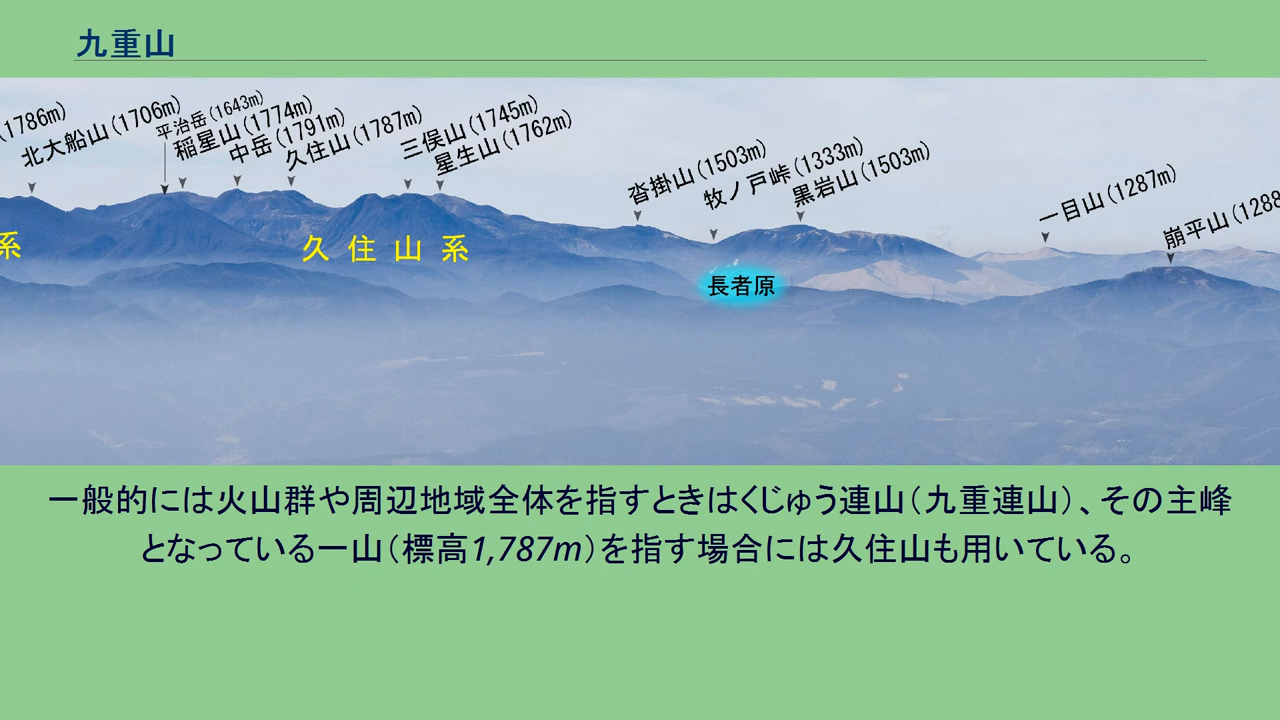 九重山
(1786m)
北大船山(1706m)
平治岳(1643m)
稲星山(1774m)
中岳(1791m)
久住山(1787m)
三俣山(1745m)
星生山(1762m)
沓掛山(1503m)
牧ノ戸峠(1333m)
黒岩山(1503m)
一目山(1287m)
崩平山(1288
系
久住山系
長者原
一般的には火山群や周辺地域全体を指すときはくじゅう連山(九重連山)、その主峰
となっている一山(標高1,787m)を指す場合には久住山も用いている。